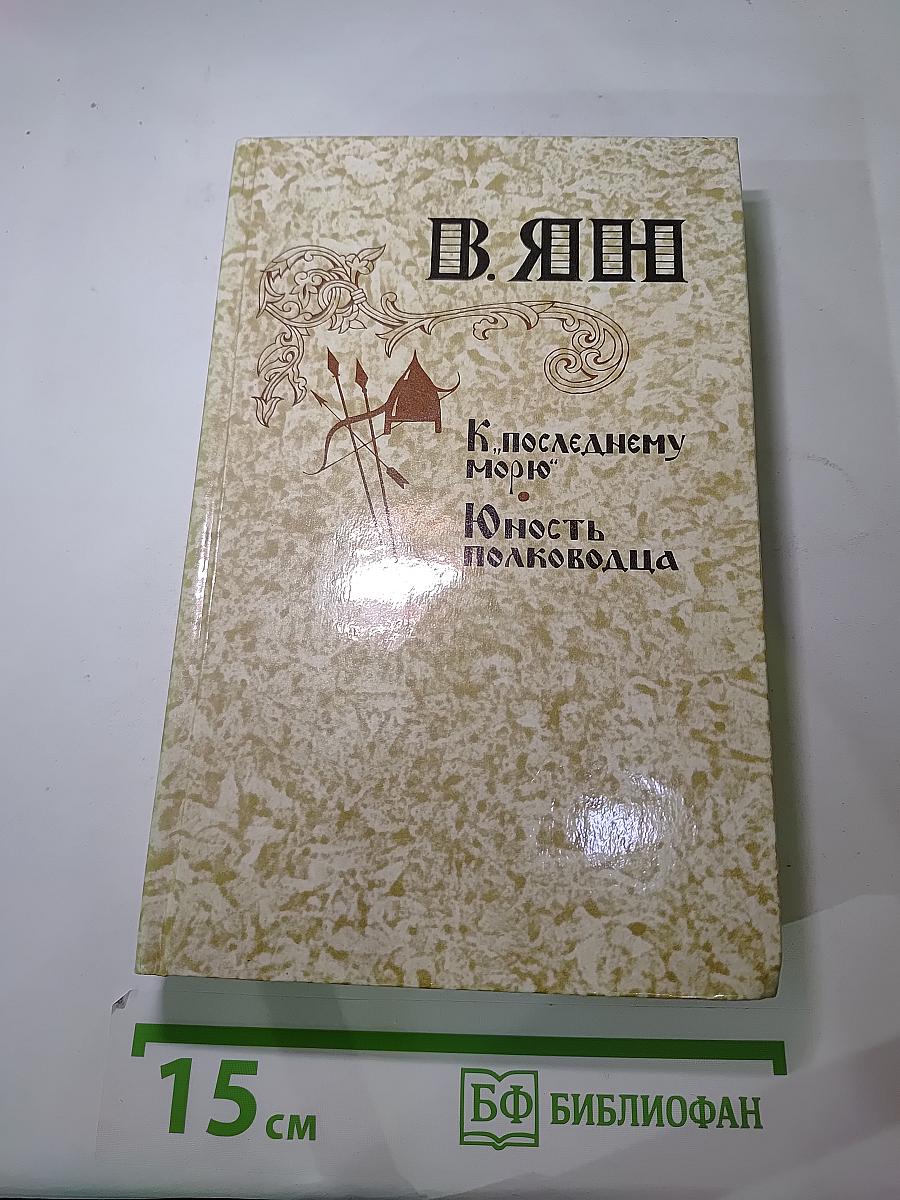 В. ЯН
К „последнему
морю“
Юность
полководца
15 см
БФ БИБЛИОФАН